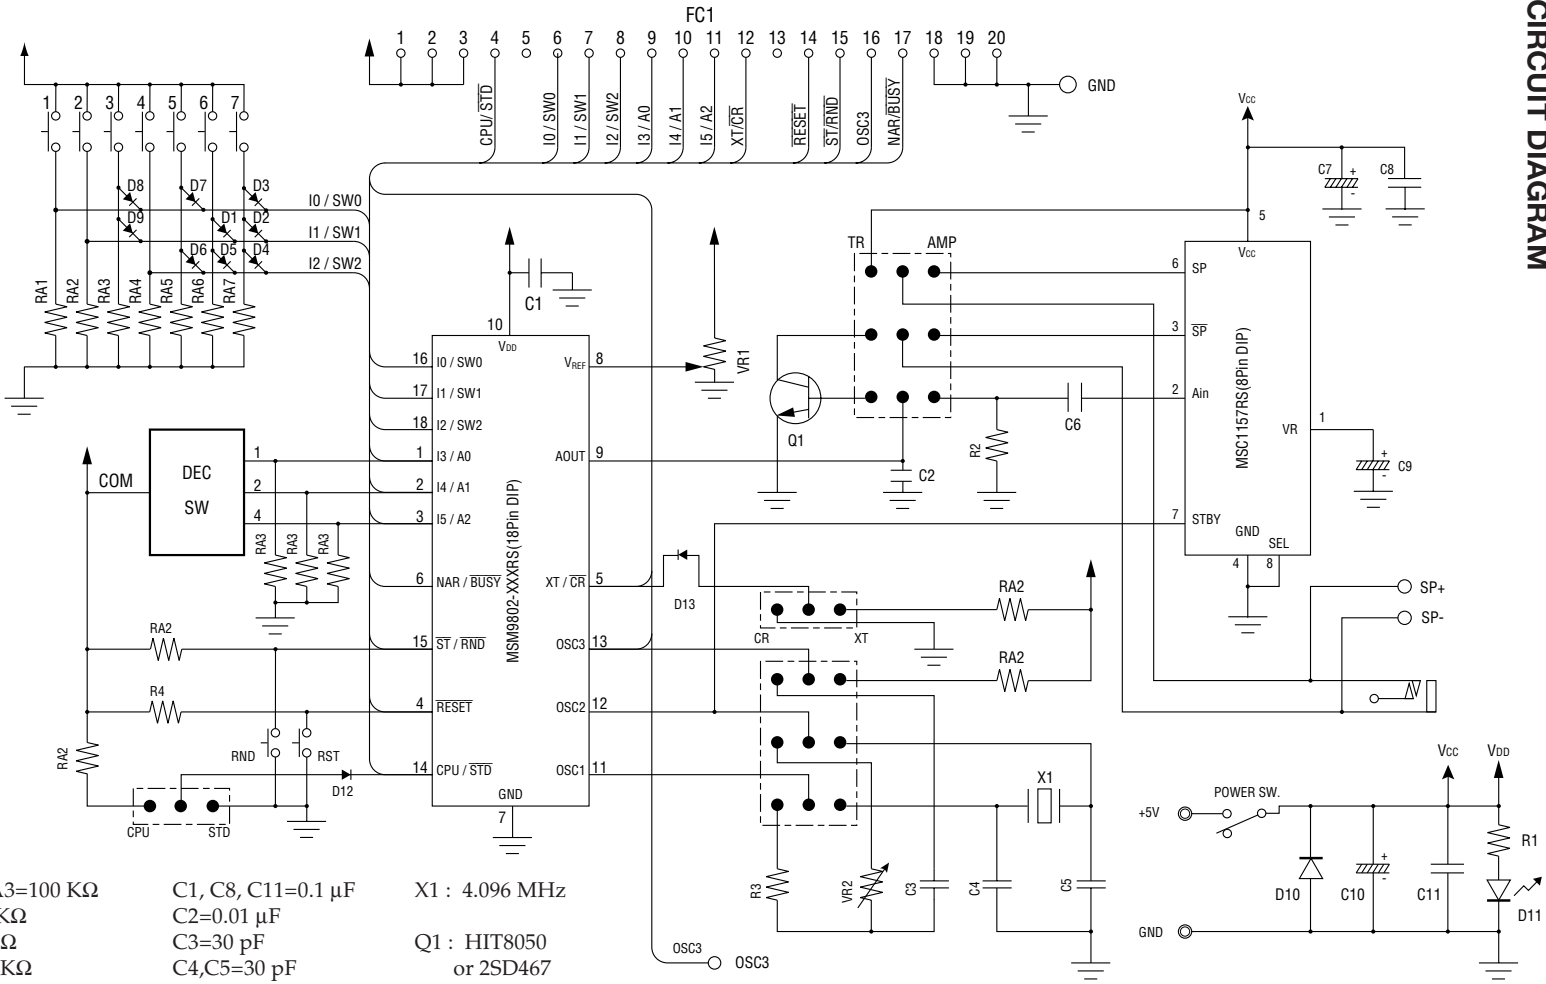 CIRCUIT DIAGRAM
FC1
1 2 3 4 5 6 7 8 9 10 11 12 13 14 15 16 17 18 19 20
CPU/ STD
I0 / SW0
I1 / SW1
I2 / SW2
I3 / A0
I4 / A1
I5 / A2
XT/CR
RESET
ST/RND
OSC3
NAR/BUSY
GND
1 2 3 4 5 6 7
D8 D7 D3
D9 D1 D2
D6 D5 D4
I0 / SW0
I1 / SW1
I2 / SW2
RA1 RA2 RA3 RA4 RA5 RA6 RA7
C1
10
VDD
16 I0 / SW0
17 I1 / SW1
18 I2 / SW2
1 I3 / A0
2 I4 / A1
3 I5 / A2
6 NAR / BUSY
15 ST / RND
4 RESET
14 CPU / STD
GND
7
MSM9802-XXXRS(18Pin DIP)
VREF 8
AOUT 9
XT / CR 5
OSC3 13
OSC2 12
OSC1 11
VR1
COM
DEC
SW
1
2
4
RA3 RA3 RA3
RA2
R4
RA2
RND RST
D12
CPU STD
TR AMP
Q1
C2
R2
C6
Vcc
C7 + -
C8
5
Vcc
6 SP
3 SP
2 Ain
7 STBY
MSC1157RS(8Pin DIP)
VR 1
GND
SEL
4 8
+ - C9
D13
CR XT
RA2
RA2
SP+
SP-
X1
R3
VR2
C3
C4
C5
OSC3
OSC3
Vcc VDD
POWER SW.
+5V
R1
D10
+ - C10
C11
D11
GND
A3=100 KΩ
KΩ
Ω
KΩ
C1, C8, C11=0.1 µF
C2=0.01 µF
C3=30 pF
C4,C5=30 pF
X1 : 4.096 MHz
Q1 : HIT8050
or 2SD467